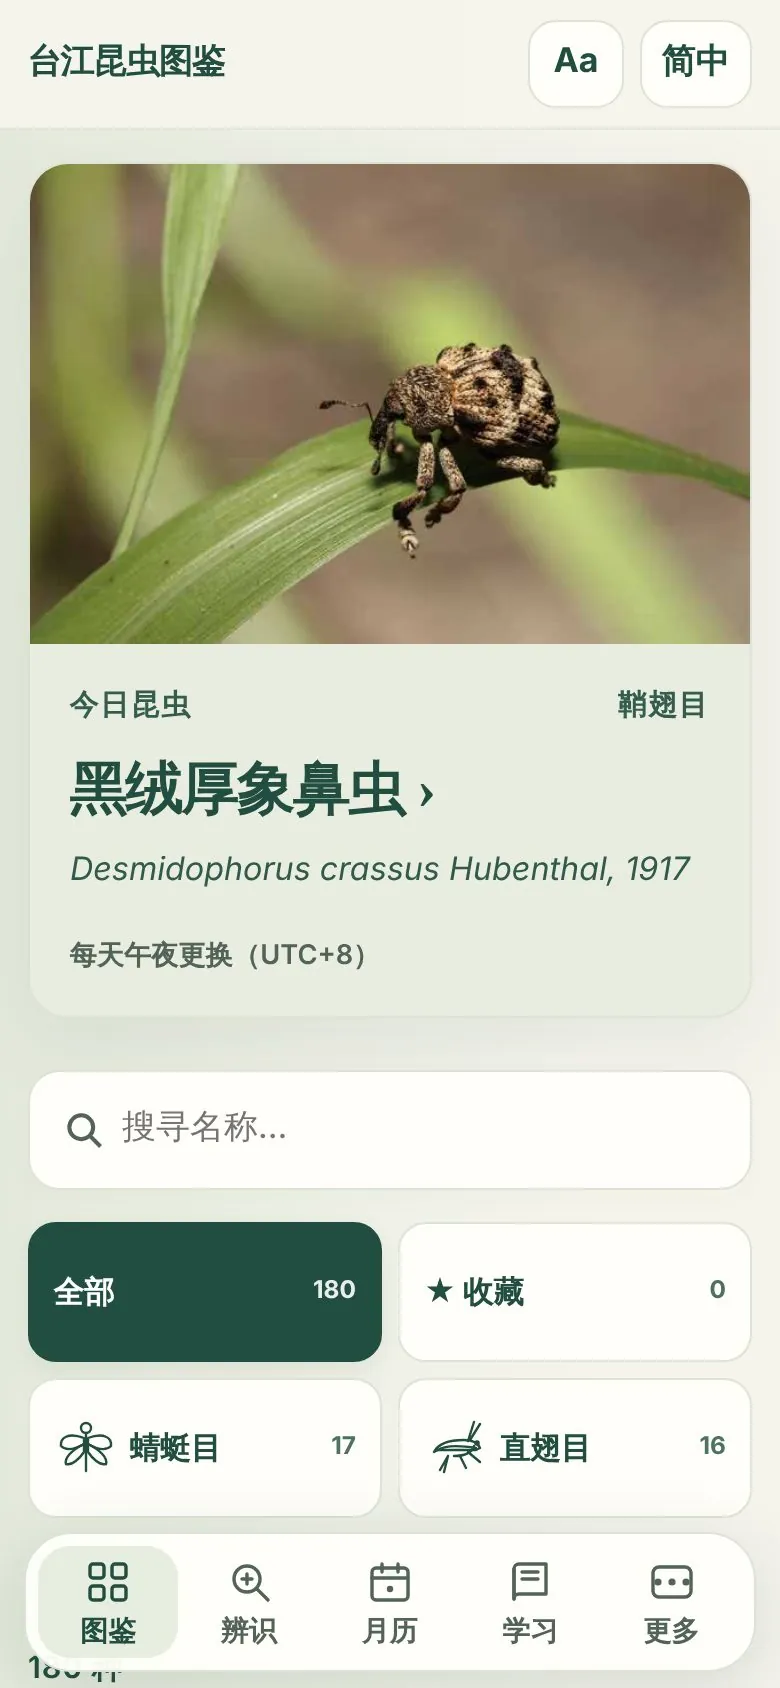 台江昆虫图鉴
Aa
简中
今日昆虫
鞘翅目
黑绒厚象鼻虫 ›
Desmidophorus crassus Hubenthal, 1917
每天午夜更换（UTC+8）
搜寻名称...
全部 180
★ 收藏 0
蜻蜓目 17
直翅目 16
图鉴
辨识
月历
学习
更多